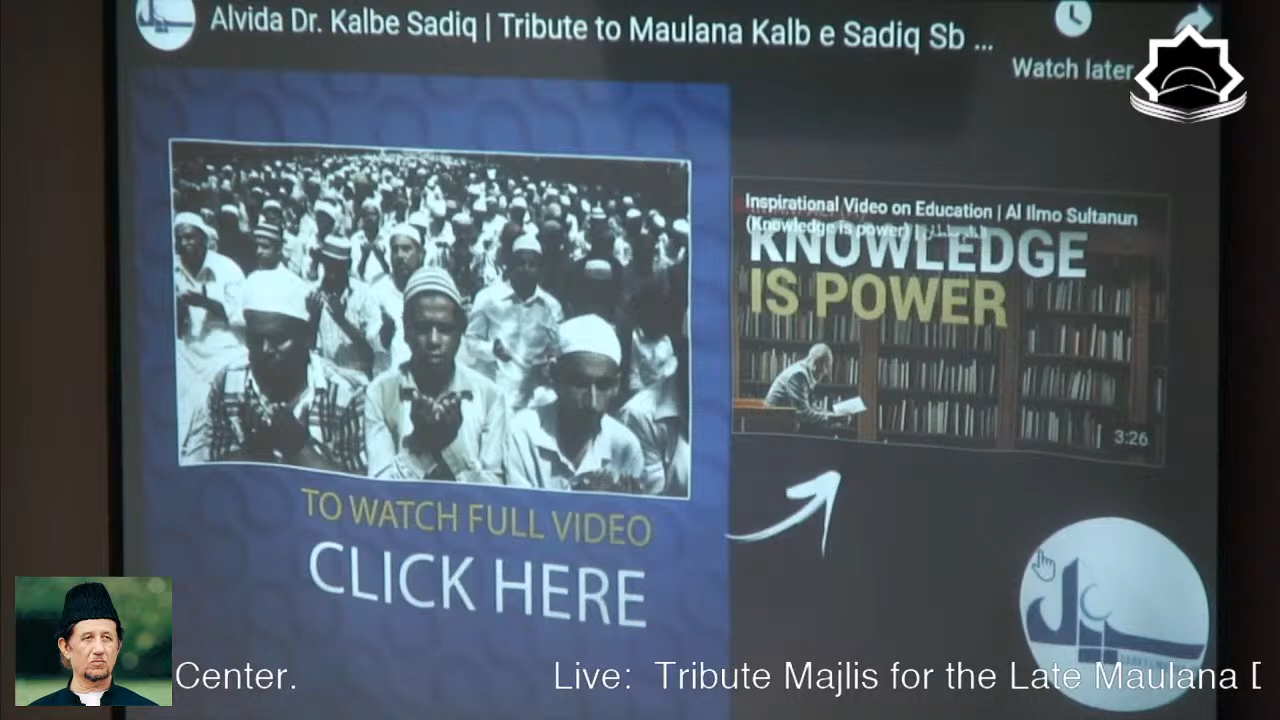 Alvida Dr. Kalbe Sadiq | Tribute to Maulana Kalb e Sadiq Sb ...
Watch later
Inspirational Video on Education | Al Ilmo Sultanun
(Knowledge is power) |
KNOWLEDGE
IS POWER
3:26
TO WATCH FULL VIDEO
CLICK HERE
Center. Live: Tribute Majlis for the Late Maulana [